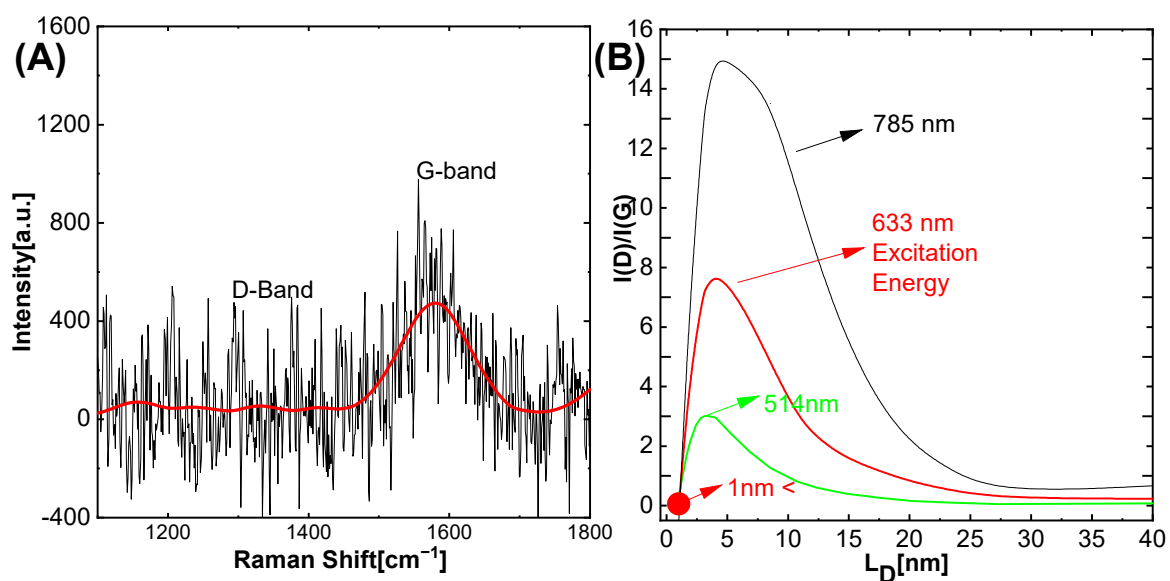 (A)
1600
1200
800
400
0
-400
Intensity[a.u.]
G-band
D-Band
1200
1400
1600
1800
Raman Shift[cm⁻¹]
(B)
16
14
12
10
8
6
4
2
0
I(D)/I(G)
785 nm
633 nm
Excitation
Energy
514nm
1nm <
0
5
10
15
20
25
30
35
40
L_D[nm]